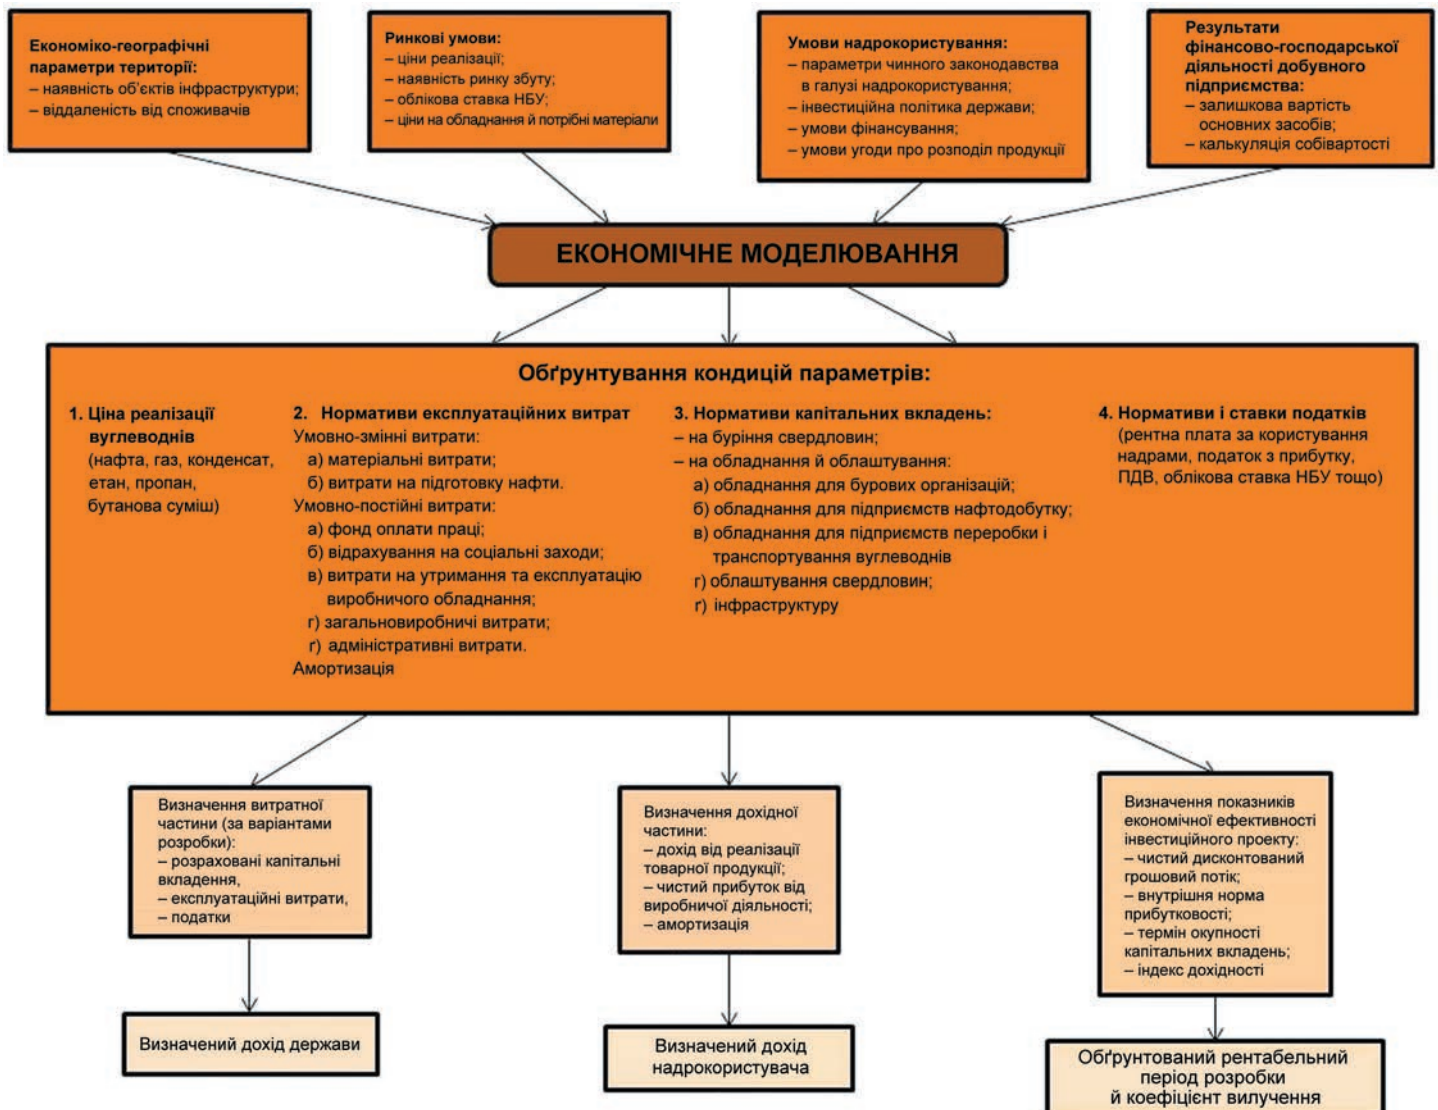 Економіко-географічні
параметри території:
– наявність об’єктів інфраструктури;
– віддаленість від споживачів
Ринкові умови:
– ціни реалізації;
– наявність ринку збуту;
– облікова ставка НБУ;
– ціни на обладнання й потрібні матеріали
Умови надрокористування:
– параметри чинного законодавства
в галузі надрокористування;
– інвестиційна політика держави;
– умови фінансування;
– умови угоди про розподіл продукції
Результати
фінансово-господарської
діяльності добувного
підприємства:
– залишкова вартість
основних засобів;
– калькуляція собівартості
ЕКОНОМІЧНЕ МОДЕЛЮВАННЯ
Обґрунтування кондицій параметрів:
1. Ціна реалізації
вуглеводнів
(нафта, газ, конденсат,
етан, пропан,
бутанова суміш)
2. Нормативи експлуатаційних витрат
Умовно-змінні витрати:
а) матеріальні витрати;
б) витрати на підготовку нафти.
Умовно-постійні витрати:
а) фонд оплати праці;
б) відрахування на соціальні заходи;
в) витрати на утримання та експлуатацію
виробничого обладнання;
г) загальновиробничі витрати;
ґ) адміністративні витрати.
Амортизація
3. Нормативи капітальних вкладень:
– на буріння свердловин;
– на обладнання й облаштування:
а) обладнання для бурових організацій;
б) обладнання для підприємств нафтодобутку;
в) обладнання для підприємств переробки і
транспортування вуглеводнів
г) облаштування свердловин;
ґ) інфраструктуру
4. Нормативи і ставки податків
(рентна плата за користування
надрами, податок з прибутку,
ПДВ, облікова ставка НБУ тощо)
Визначення витратної
частини (за варіантами
розробки):
– розраховані капітальні
вкладення,
– експлуатаційні витрати,
– податки
Визначення дохідної
частини:
– дохід від реалізації
товарної продукції;
– чистий прибуток від
виробничої діяльності;
– амортизація
Визначення показників
економічної ефективності
інвестиційного проекту:
– чистий дисконтований
грошовий потік;
– внутрішня норма
прибутковості;
– термін окупності
капітальних вкладень;
– індекс дохідності
Визначений дохід держави
Визначений дохід
надрокористувача
Обґрунтований рентабельний
період розробки
й коефіцієнт вилучення